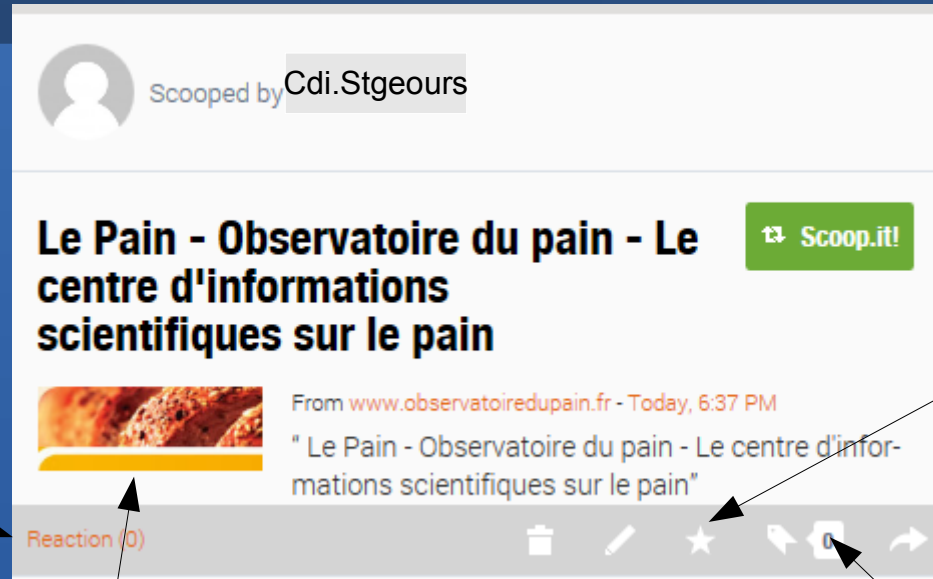 Scooped by Cdi.Stgeours
Le Pain - Observatoire du pain - Le
centre d'informations
scientifiques sur le pain
Scoop.it!
From www.observatoiredupain.fr - Today, 6:37 PM
“ Le Pain - Observatoire du pain - Le centre d'infor-
mations scientifiques sur le pain”
Reaction (0)
0